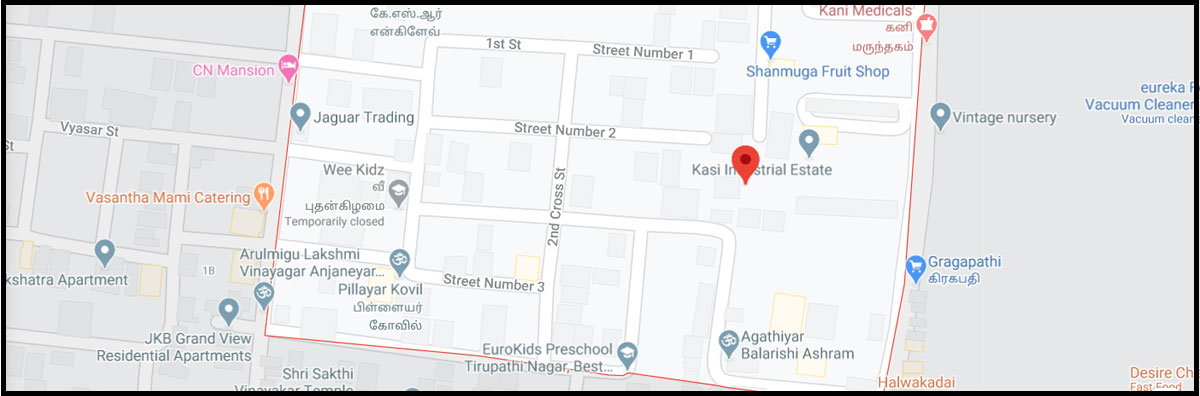 கே.எஸ்.ஆர்
என்கிளேவ்
Kani Medicals
கனி
மருந்தகம்
1st St
Street Number 1
CN Mansion
Shanmuga Fruit Shop
eureka F
Vacuum Cleaner
Vacuum clear
Jaguar Trading
Vintage nursery
Vyasar St
St
Street Number 2
Wee Kidz
வீ
புதன்கிழமை
Temporarily closed
Kasi Industrial Estate
Vasantha Mami Catering
2nd Cross St
Arulmigu Lakshmi
Vinayagar Anjaneyar...
1B
kshatra Apartment
Gragapathi
கிரகபதி
Street Number 3
Pillayar Kovil
பிள்ளையர்
கோவில்
JKB Grand View
Residential Apartments
EuroKids Preschool
Tirupathi Nagar, Best...
Agathiyar
Balarishi Ashram
Shri Sakthi
Vinayakar Temple
Halwakadai
Desire Ch
Fast Food